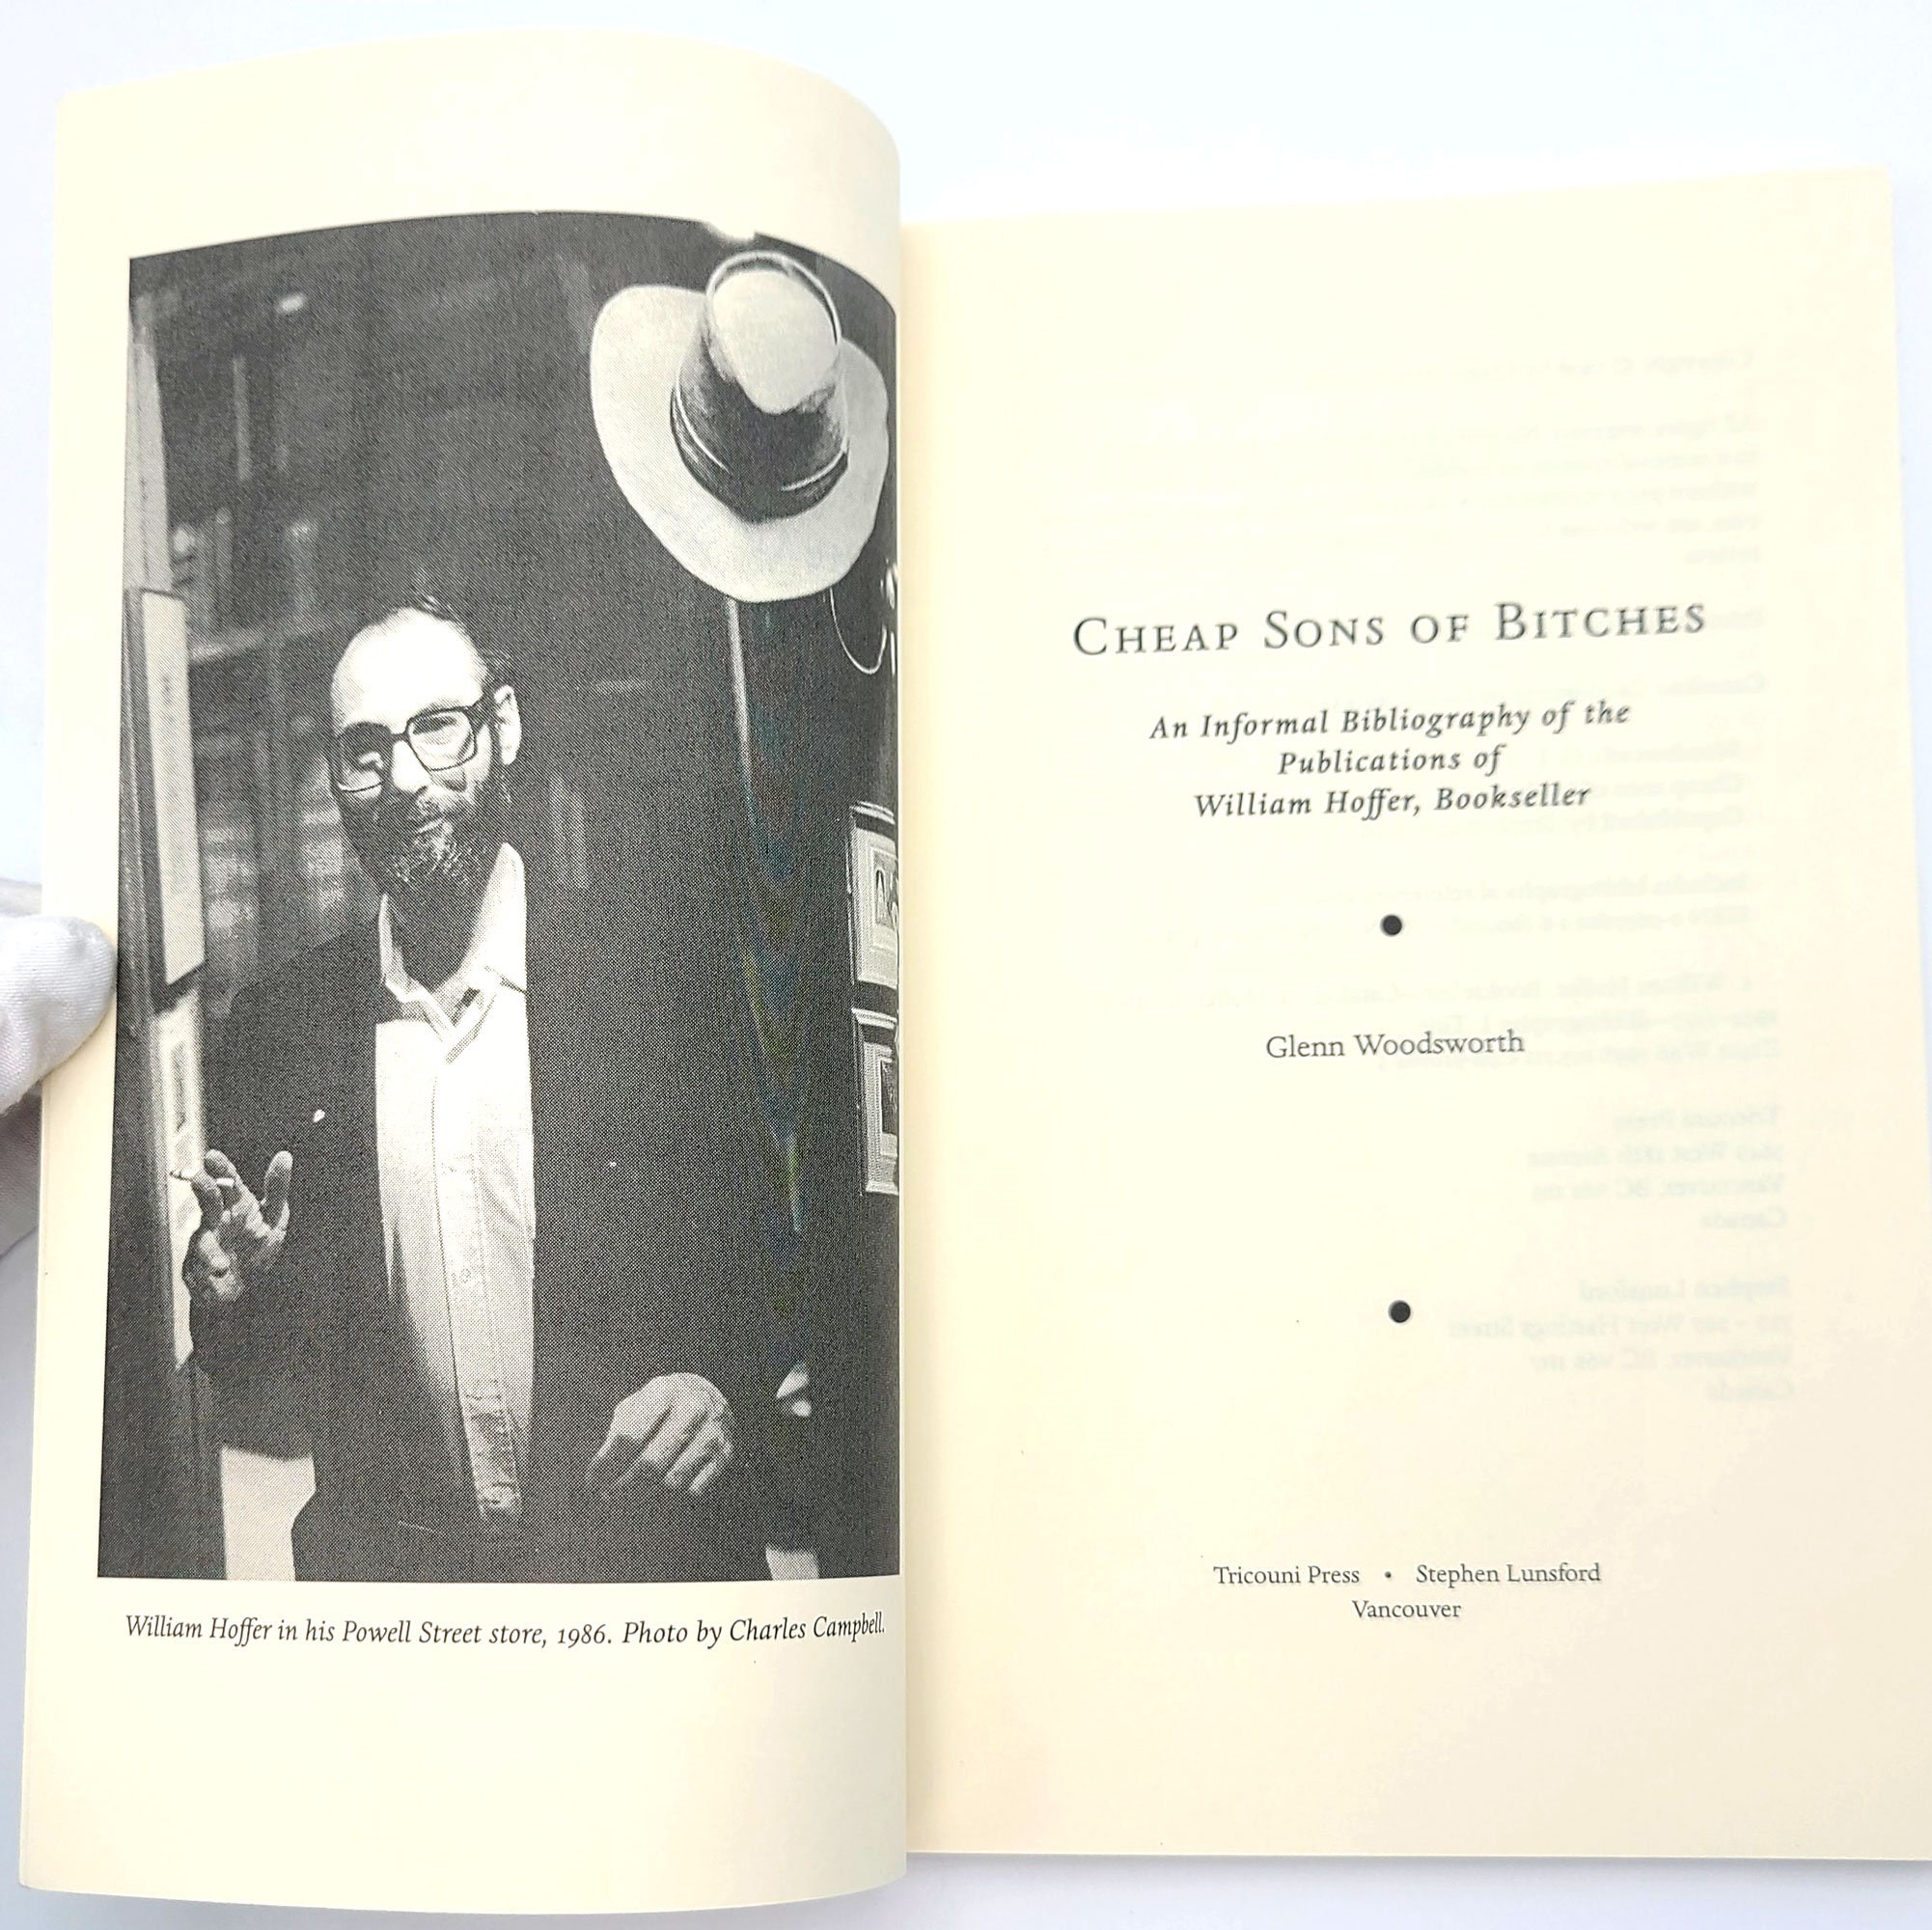 William Hoffer in his Powell Street store, 1986. Photo by Charles Campbell.
CHEAP SONS OF BITCHES
An Informal Bibliography of the
Publications of
William Hoffer, Bookseller
Glenn Woodsworth
Tricouni Press • Stephen Lunsford
Vancouver